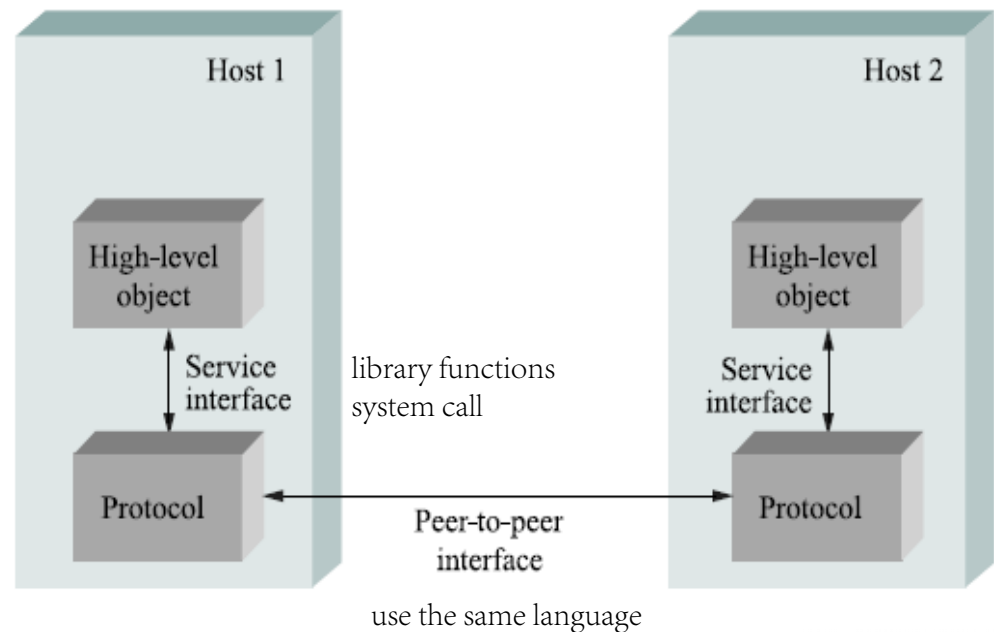 Host 1
Host 2
High-level
object
High-level
object
Service
interface
library functions
system call
Service
interface
Protocol
Protocol
Peer-to-peer
interface
use the same language